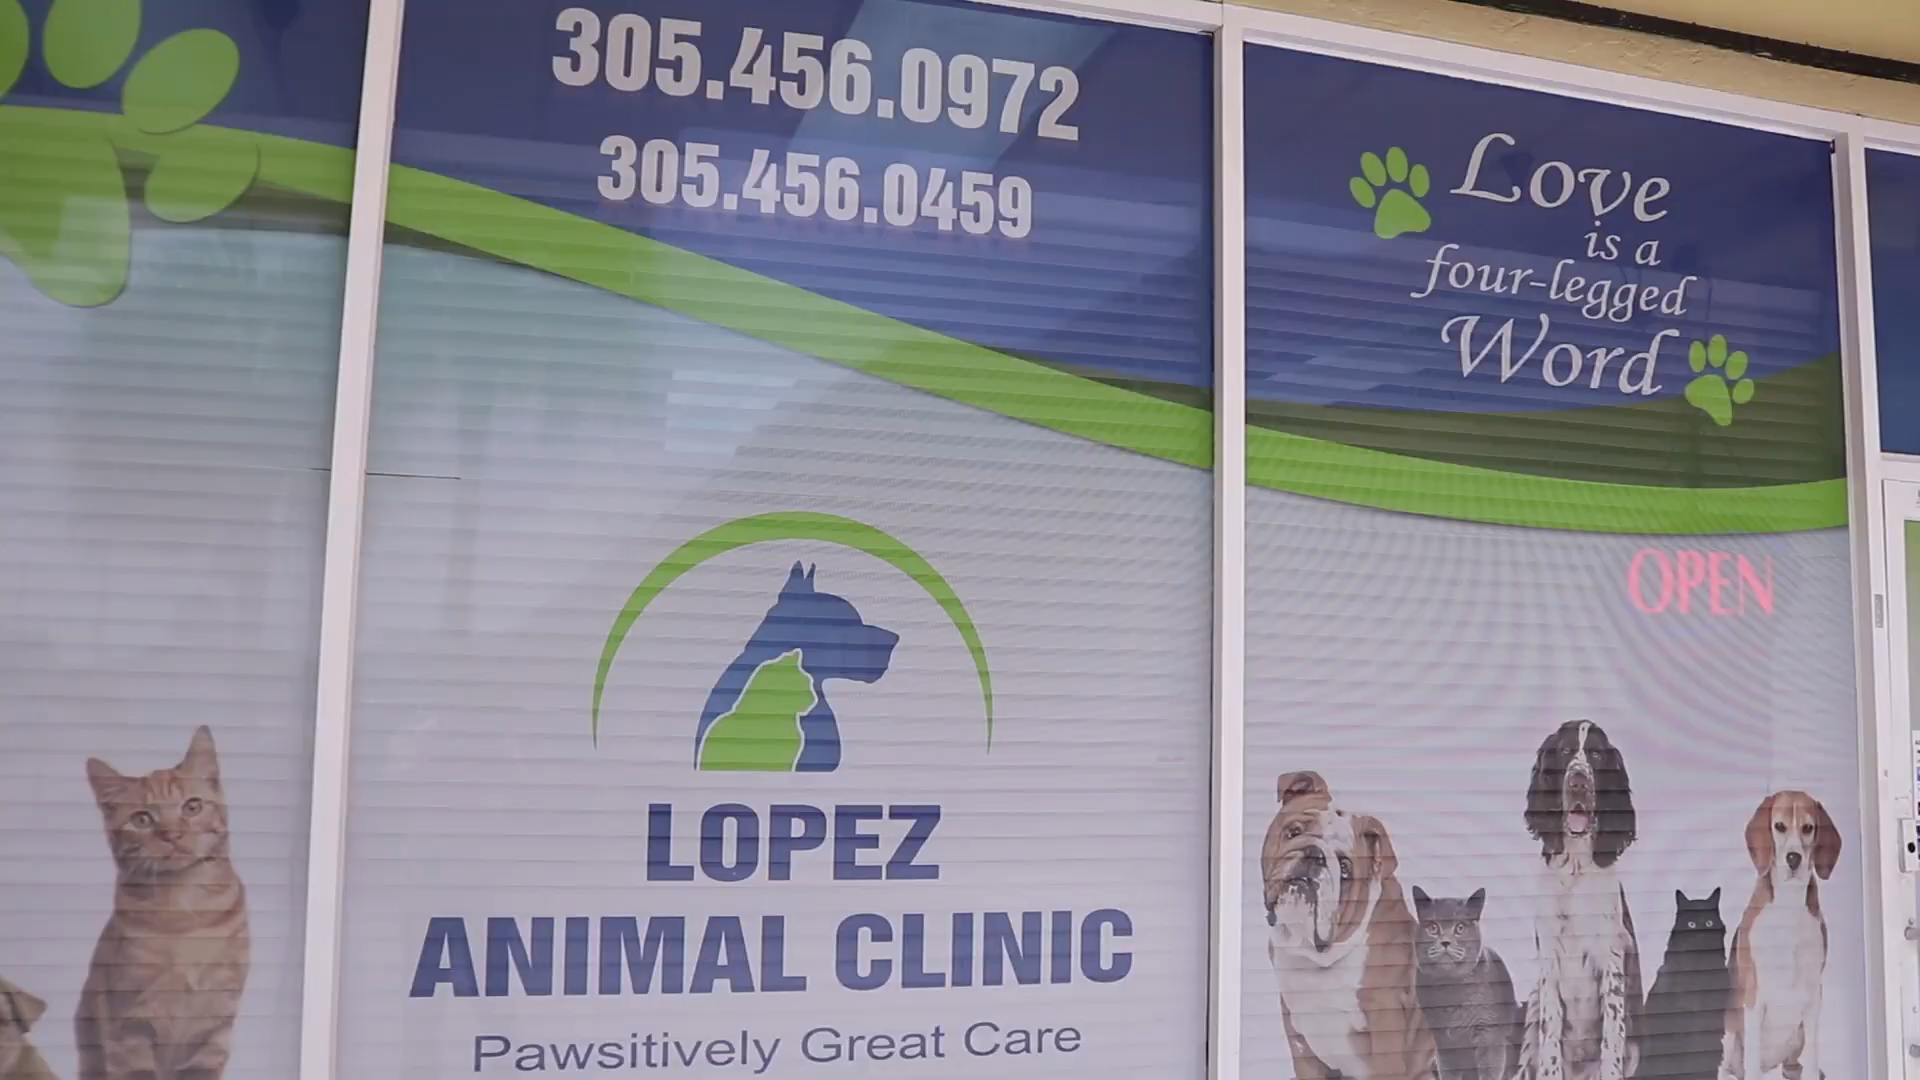 305.456.0972
305.456.0459
Love
is a
four-legged
Word
OPEN
LOPEZ
ANIMAL CLINIC
Pawsitively Great Care